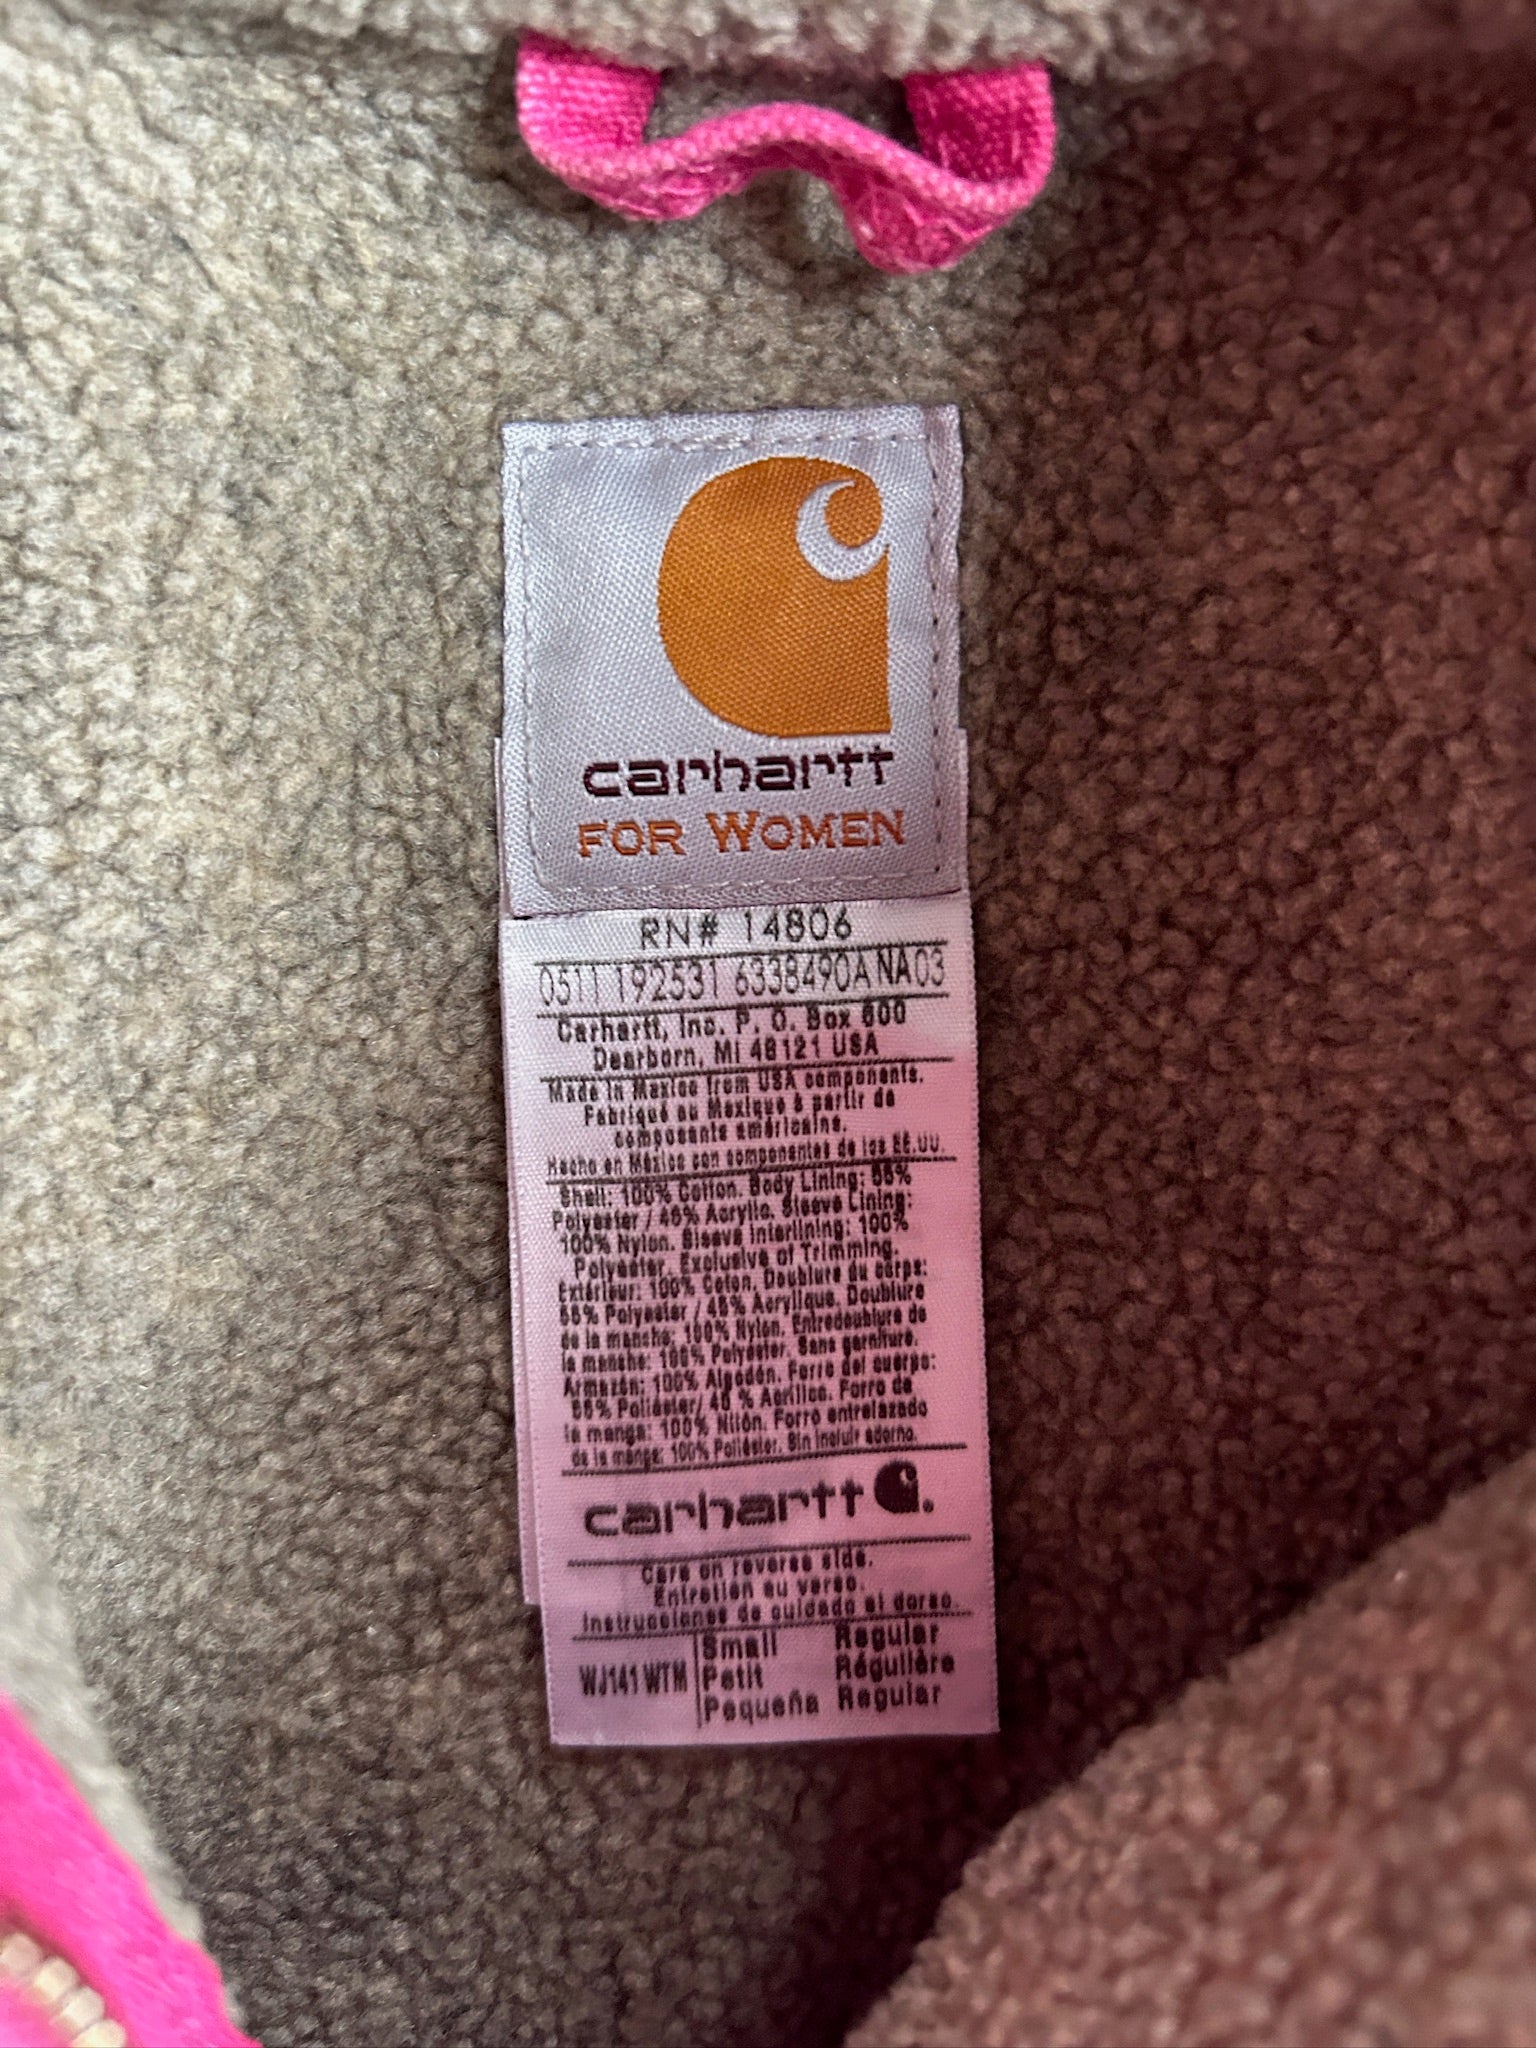 carhartt
FOR WOMEN
RN# 14806
0511 192531 6338490A NA03
Carhartt, Inc. P. O. Box 600
Dearborn, MI 48121 USA
Made in Mexico from USA components.
Fabriqué au Mexique à partir de
composants américains.
Hecho en México con componentes de los EE.UU.
Shell: 100% Cotton. Body Lining:
Polyester / Acrylic. Sleeve Lining:
100% Nylon. Sleeve Interlining: 100%
Polyester. Exclusive of Trimming.
Extérieur: 100% Coton. Doublure du corps:
Polyester / Acrylique. Doublure
de la manche: 100% Nylon. Entredoublure de
la manche: 100% Polyester. Sans garniture.
Armazón: 100% Algodón. Forro del cuerpo:
Poliéster/ % Acrílico. Forro de
la manga: 100% Nilón. Forro entrelazado
de la manga: 100% Poliéster. Sin incluir adorno.
carhartt
Care on reverse side.
Entretien au verso.
Instrucciones de cuidado al dorso.
WJ141 WTM
Small Regular
Petit Régulière
Pequeña Regular